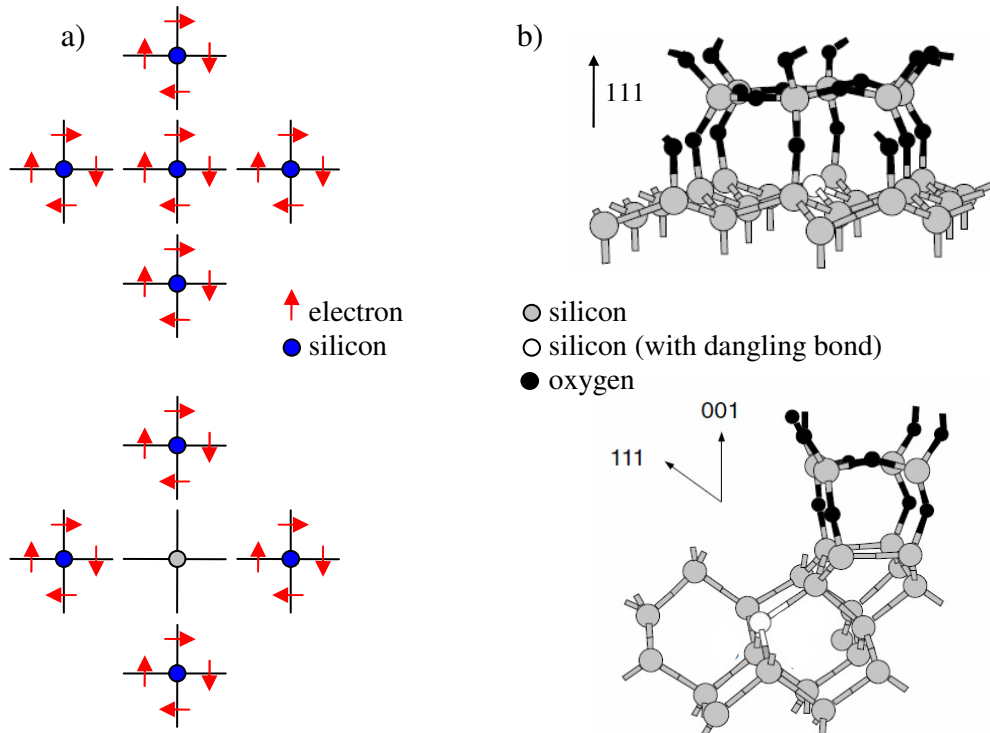 a)
electron
silicon
b)
111
silicon
silicon (with dangling bond)
oxygen
001
111